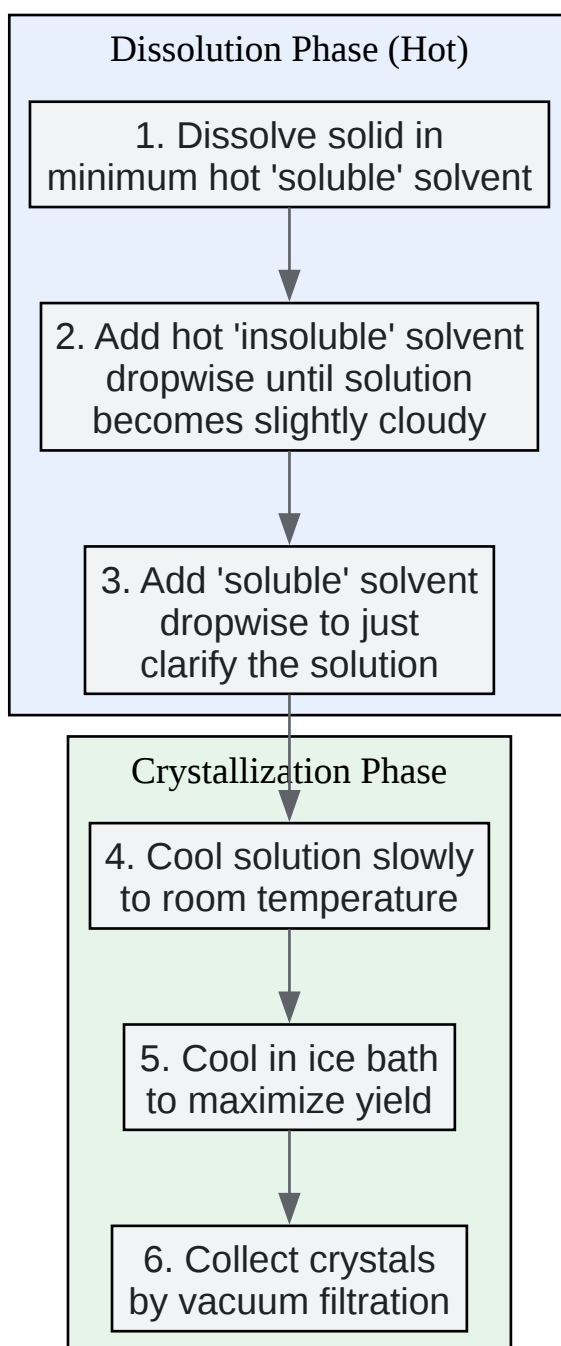 Dissolution Phase (Hot)
1. Dissolve solid in
minimum hot 'soluble' solvent
2. Add hot 'insoluble' solvent
dropwise until solution
becomes slightly cloudy
3. Add 'soluble' solvent
dropwise to just
clarify the solution
Crystallization Phase
4. Cool solution slowly
to room temperature
5. Cool in ice bath
to maximize yield
6. Collect crystals
by vacuum filtration